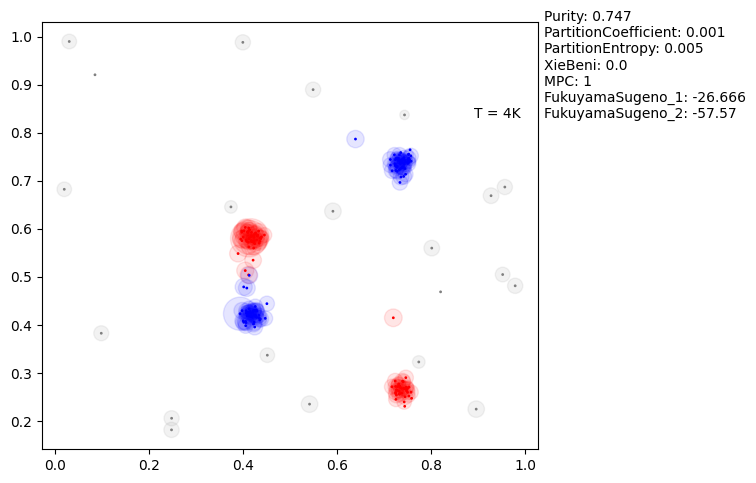 Purity: 0.747
PartitionCoefficient: 0.001
PartitionEntropy: 0.005
XieBeni: 0.0
MPC: 1
FukuyamaSugeno_1: -26.666
FukuyamaSugeno_2: -57.57
T = 4K
1.0
0.9
0.8
0.7
0.6
0.5
0.4
0.3
0.2
0.0 0.2 0.4 0.6 0.8 1.0